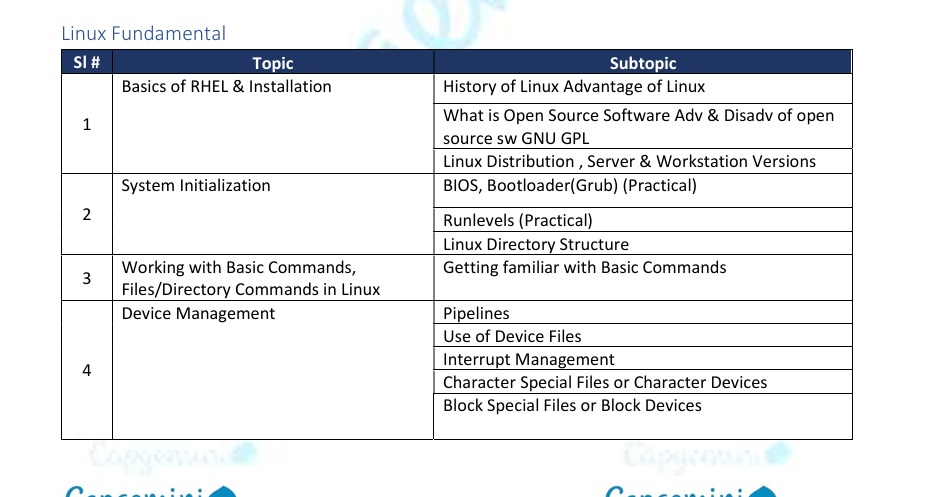 Linux Fundamental
Sl # Topic Subtopic
1 Basics of RHEL & Installation History of Linux Advantage of Linux
What is Open Source Software Adv & Disadv of open
source sw GNU GPL
Linux Distribution , Server & Workstation Versions
2 System Initialization BIOS, Bootloader(Grub) (Practical)
Runlevels (Practical)
Linux Directory Structure
3 Working with Basic Commands, Getting familiar with Basic Commands
Files/Directory Commands in Linux
4 Device Management Pipelines
Use of Device Files
Interrupt Management
Character Special Files or Character Devices
Block Special Files or Block Devices
Capgemini Capgemini
Capgemini Capgemini